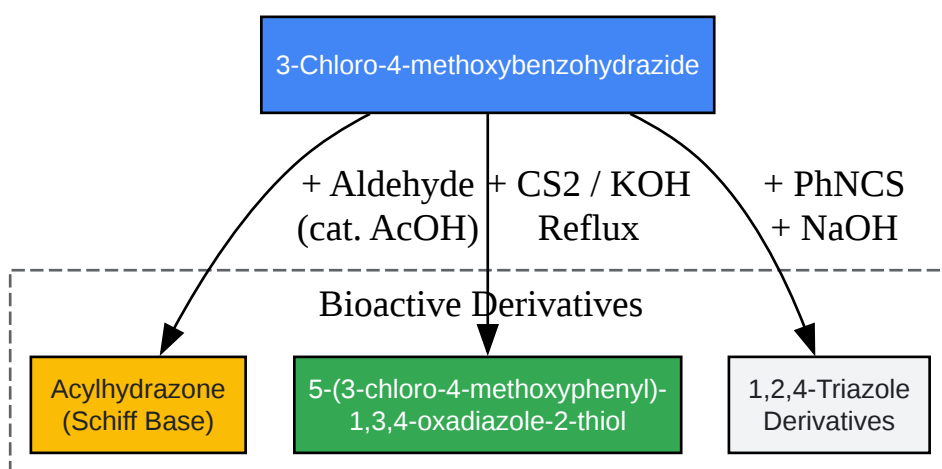 3-Chloro-4-methoxybenzohydrazide
+ Aldehyde
(cat. AcOH)
+ CS2 / KOH
Reflux
+ PhNCS
+ NaOH
Bioactive Derivatives
Acylhydrazone
(Schiff Base)
5-(3-chloro-4-methoxyphenyl)-
1,3,4-oxadiazole-2-thiol
1,2,4-Triazole
Derivatives